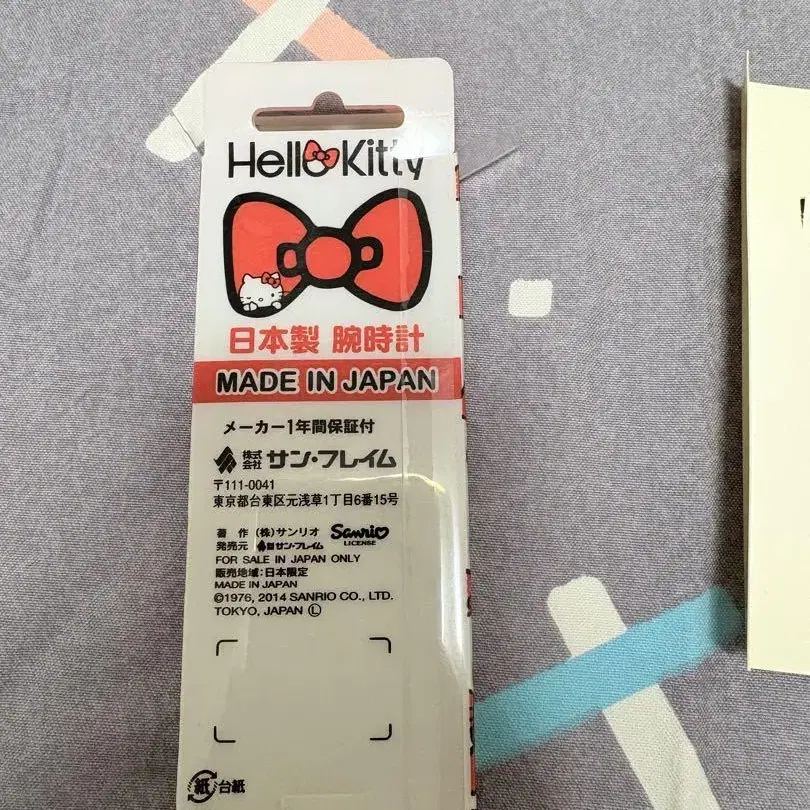 Hello Kitty
日本製 腕時計
MADE IN JAPAN
メーカー1年間保証付
株式会社 サン・フレイム
〒111-0041
東京都台東区元浅草1丁目6番15号
著 作 (株)サンリオ Sanrio
LICENSE
発売元 株式会社 サン・フレイム
FOR SALE IN JAPAN ONLY
販売地域:日本限定
MADE IN JAPAN
©1976, 2014 SANRIO CO., LTD.
TOKYO, JAPAN Ⓛ
紙 台紙